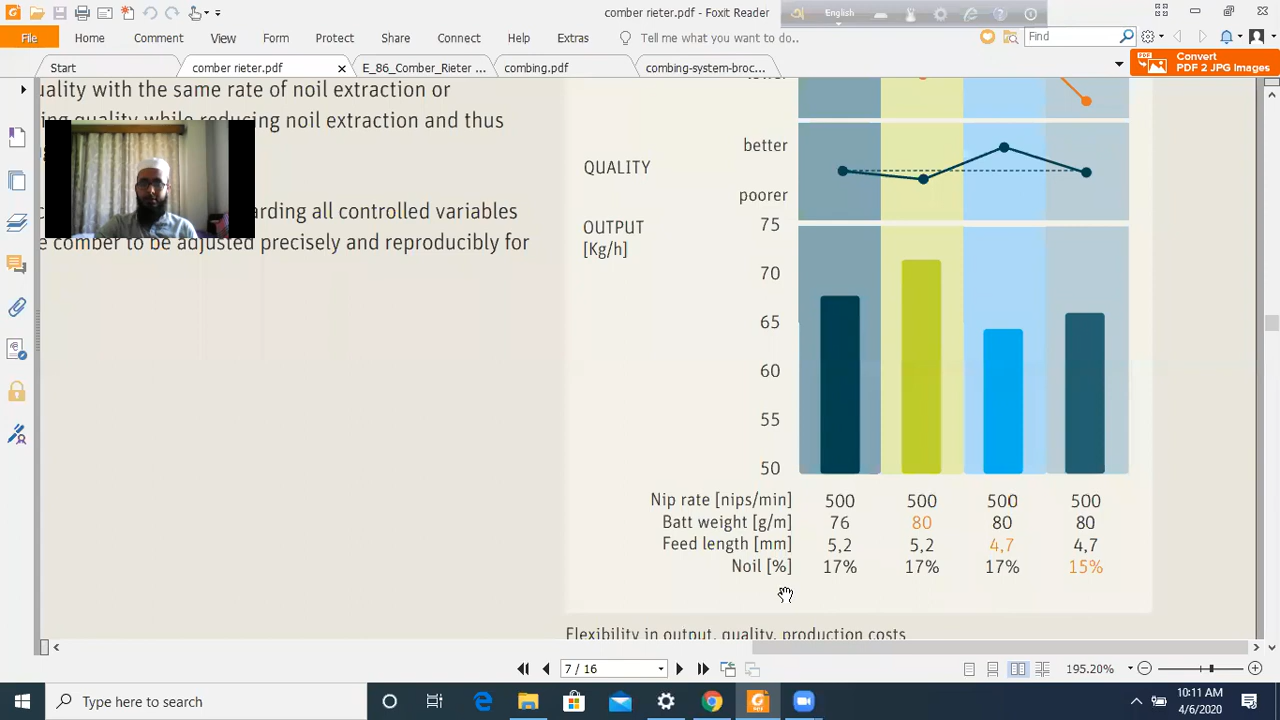 comber rieter.pdf - Foxit Reader
English
File
Home
Comment
View
Form
Protect
Share
Connect
Help
Extras
Tell me what you want to do..
Find
Start
comber rieter.pdf
E_86_Comber_Rieter ...
combing-system-broc...
Convert
PDF 2 JPG Images
uality with the same rate of noil extraction or
quality while reducing noil extraction and thus
arding all controlled variables
comber to be adjusted precisely and reproducibly for
QUALITY
better
poorer
OUTPUT
[Kg/h]
75
70
65
60
55
50
Nip rate [nips/min] 500 500 500 500
Batt weight [g/m] 76 80 80 80
Feed length [mm] 5,2 5,2 4,7 4,7
Noil [%] 17% 17% 17% 15%
Flexibility in output, quality, production costs
7 / 16
195.20%
Type here to search
10:11 AM
4/6/2020